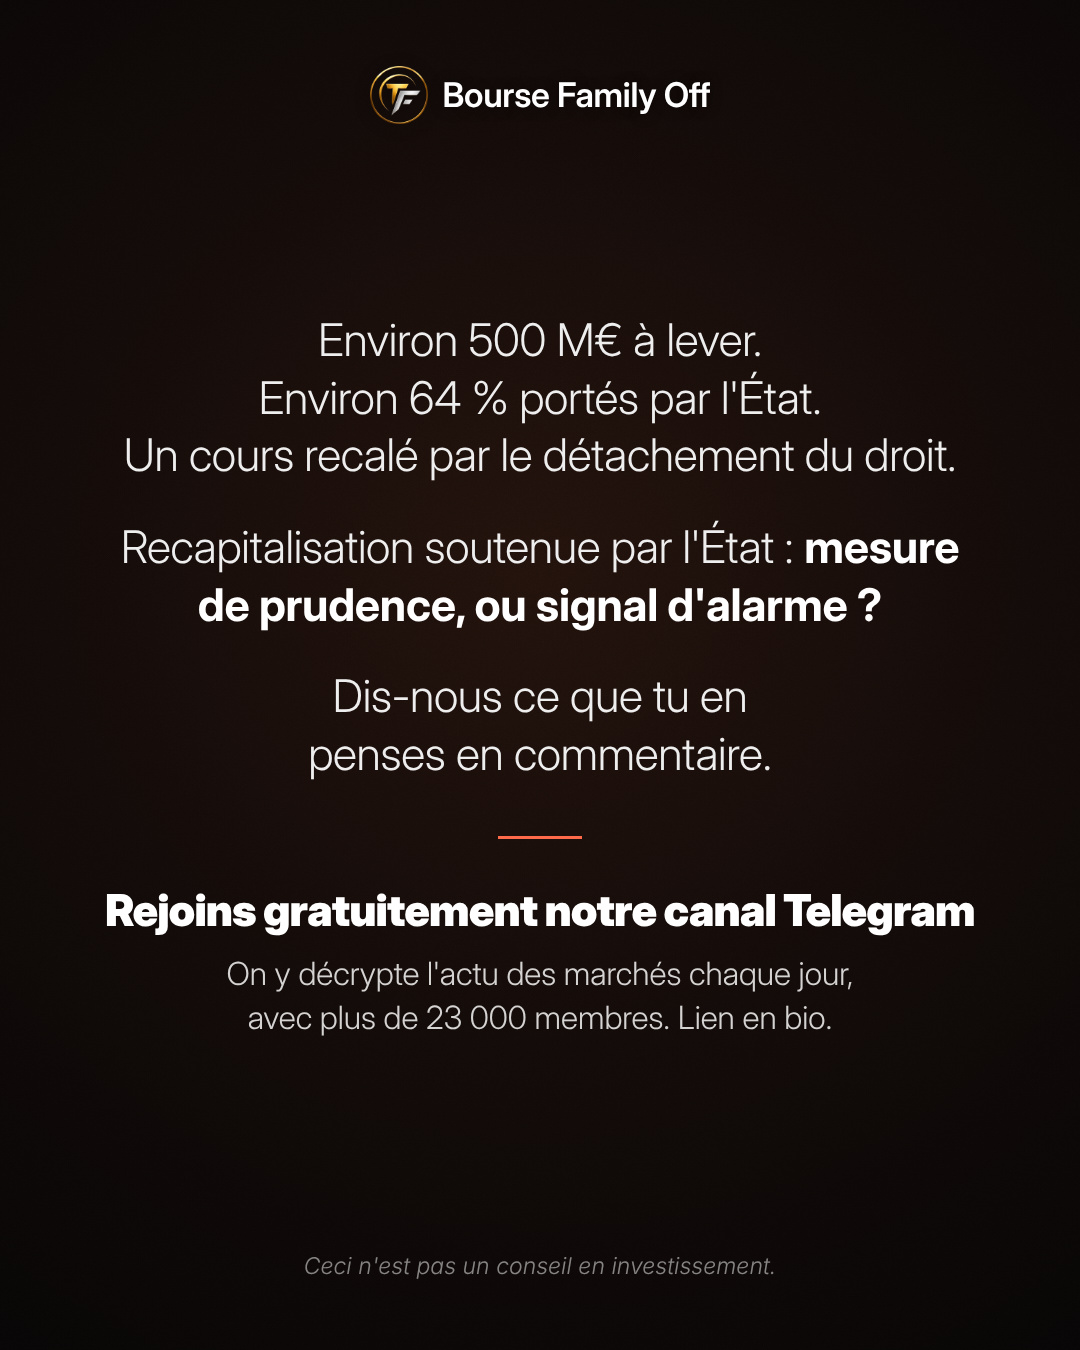 TF Bourse Family Off
Environ 500 M€ à lever.
Environ 64 % portés par l'État.
Un cours recalé par le détachement du droit.
Recapitalisation soutenue par l'État : mesure
de prudence, ou signal d'alarme ?
Dis-nous ce que tu en
penses en commentaire.
Rejoins gratuitement notre canal Telegram
On y décrypte l'actu des marchés chaque jour,
avec plus de 23 000 membres. Lien en bio.
Ceci n'est pas un conseil en investissement.